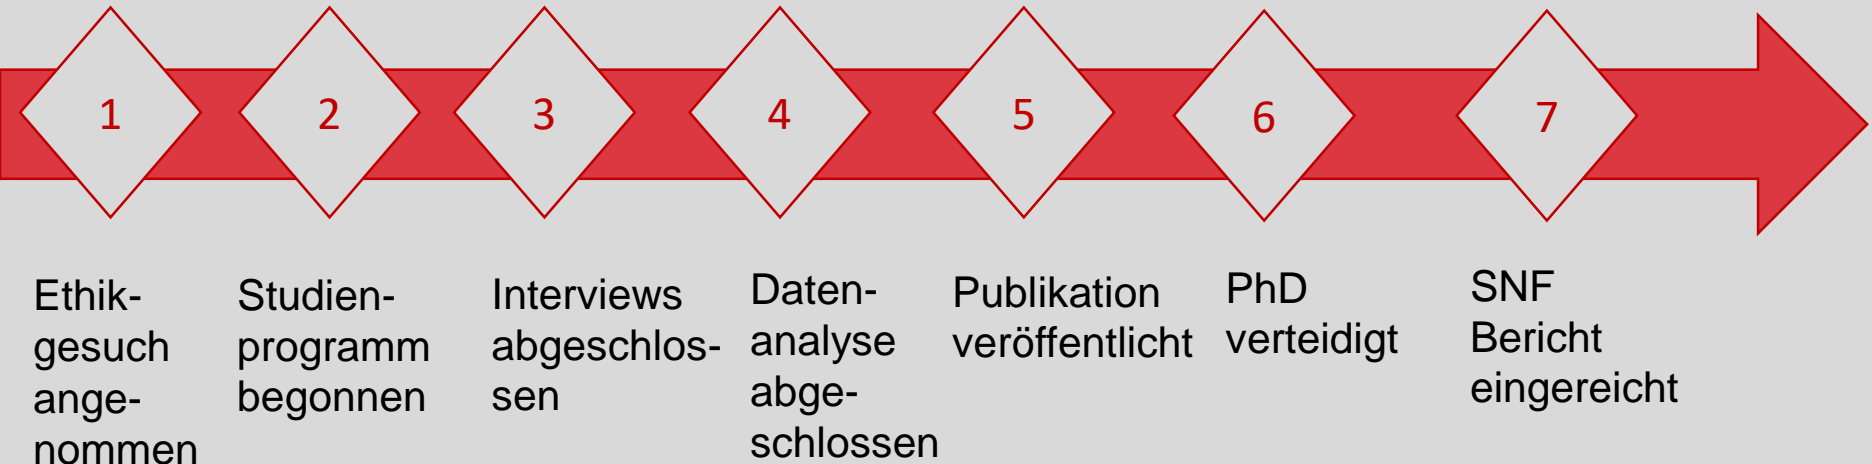 1
2
3
4
5
6
7
Ethik-
gesuch
ange-
nommen
Studien-
programm
begonnen
Interviews
abgeschlos-
sen
Daten-
analyse
abge-
schlossen
Publikation
veröffentlicht
PhD
verteidigt
SNF
Bericht
eingereicht